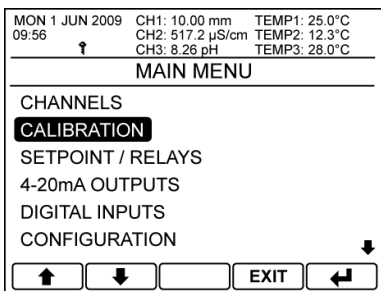 MON 1 JUN 2009 CH1: 10.00 mm TEMP1: 25.0°C
09:56 CH2: 517.2 µS/cm TEMP2: 12.3°C
CH3: 8.26 pH TEMP3: 28.0°C
MAIN MENU
CHANNELS
CALIBRATION
SETPOINT / RELAYS
4-20mA OUTPUTS
DIGITAL INPUTS
CONFIGURATION
EXIT